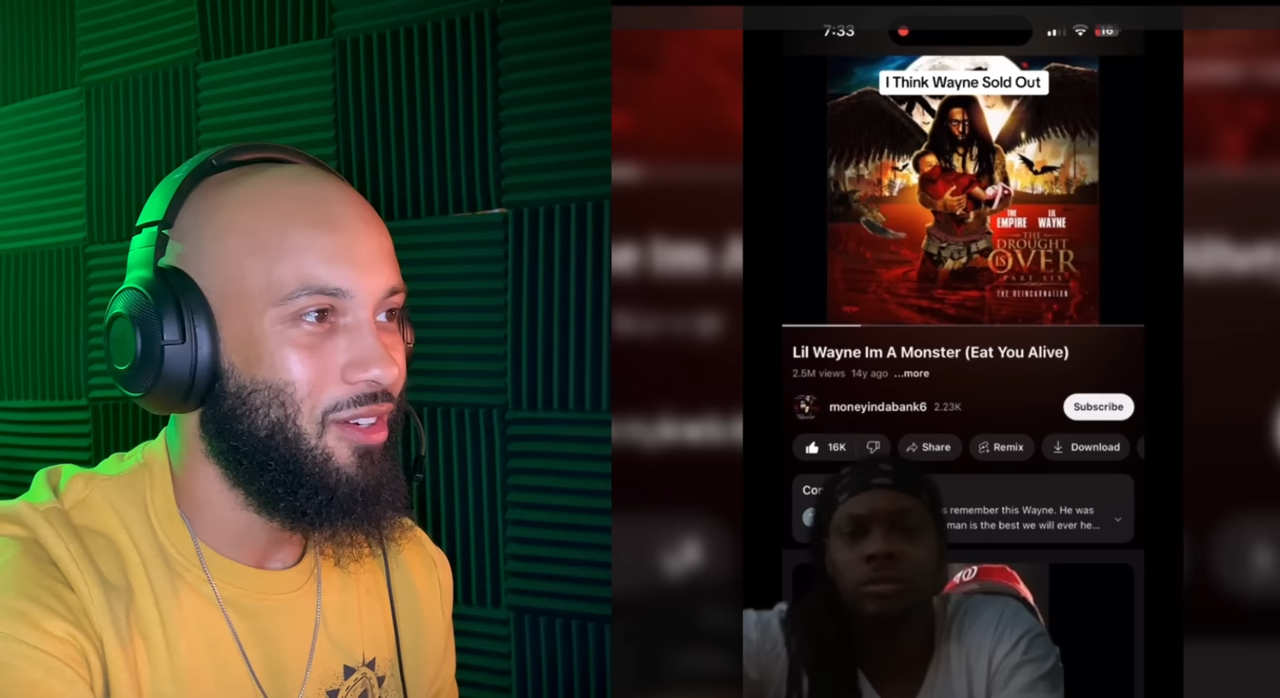 7:33
16
I Think Wayne Sold Out
THE EMPIRE LIL WAYNE
THE
DROUGHT
IS OVER
PART SIX
THE REINCARNATION
Lil Wayne Im A Monster (Eat You Alive)
2.5M views 14y ago ...more
moneyindabank6 2.23K
Subscribe
16K
Share
Remix
Download
s remember this Wayne. He was
man is the best we will ever he...